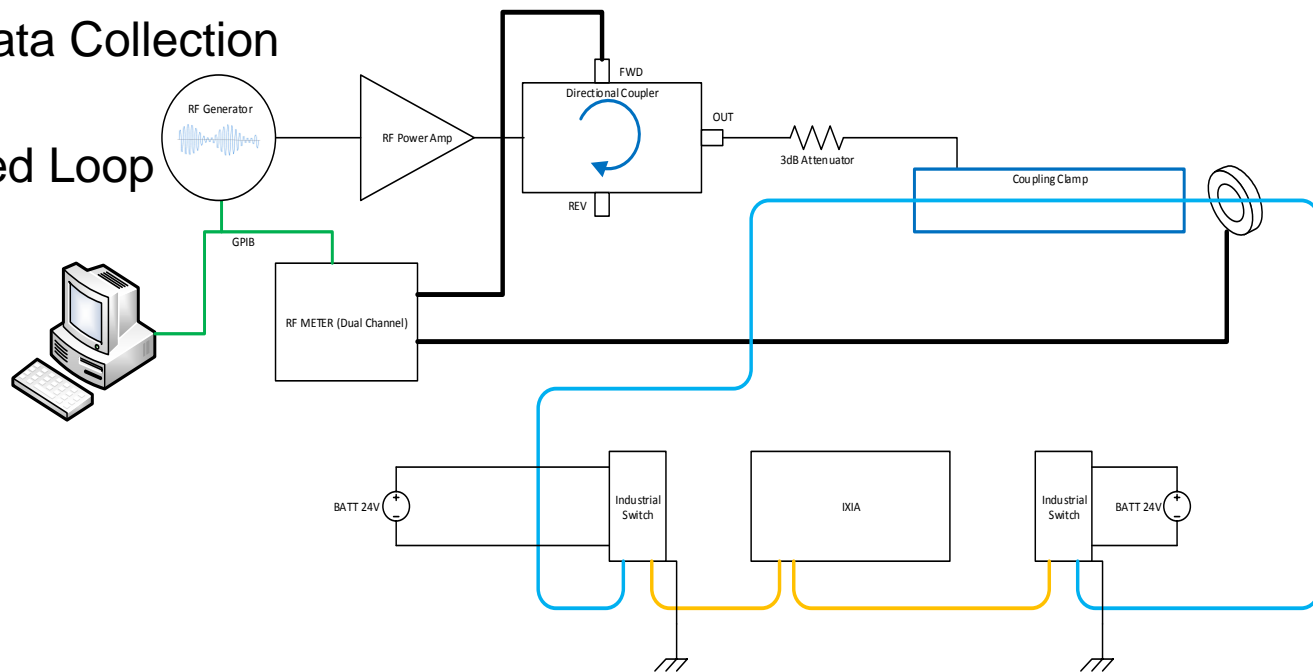 ata Collection
ed Loop
RF Generator
RF Power Amp
FWD
Directional Coupler
OUT
REV
3dB Attenuator
Coupling Clamp
GPIB
RF METER (Dual Channel)
BATT 24V
+
−
Industrial
Switch
IXIA
Industrial
Switch
BATT 24V
+
−